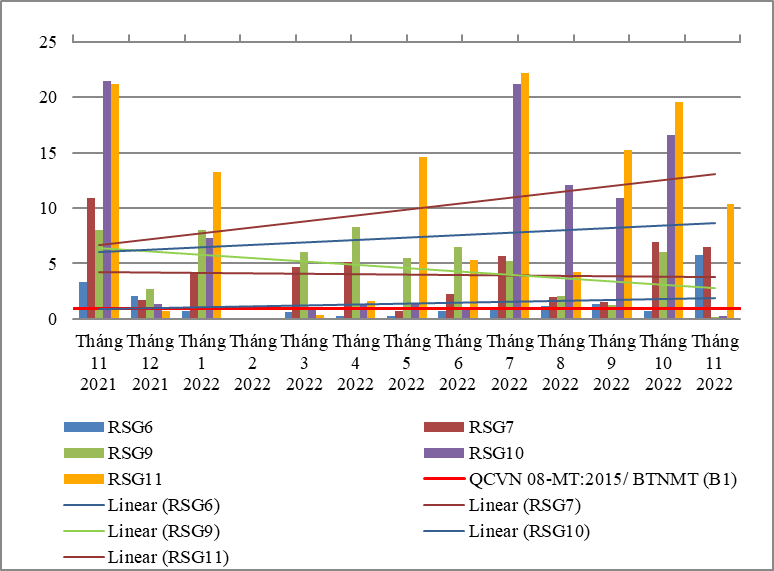 25
20
15
10
5
0
Tháng Tháng Tháng Tháng Tháng Tháng Tháng Tháng Tháng Tháng Tháng Tháng Tháng
11 12 1 2 3 4 5 6 7 8 9 10 11
2021 2021 2022 2022 2022 2022 2022 2022 2022 2022 2022 2022 2022
RSG6 RSG7
RSG9 RSG10
RSG11 QCVN 08-MT:2015/ BTNMT (B1)
Linear (RSG6) Linear (RSG7)
Linear (RSG9) Linear (RSG10)
Linear (RSG11)